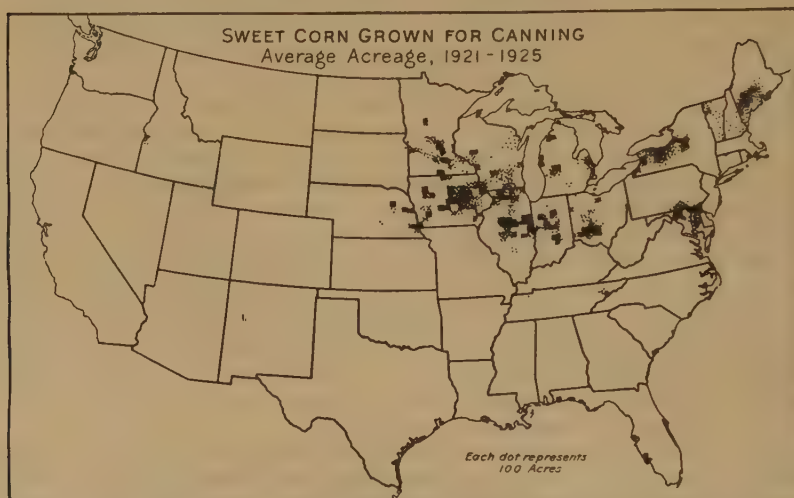 SWEET CORN GROWN FOR CANNING
Average Acreage, 1921-1925
Each dot represents
100 Acres